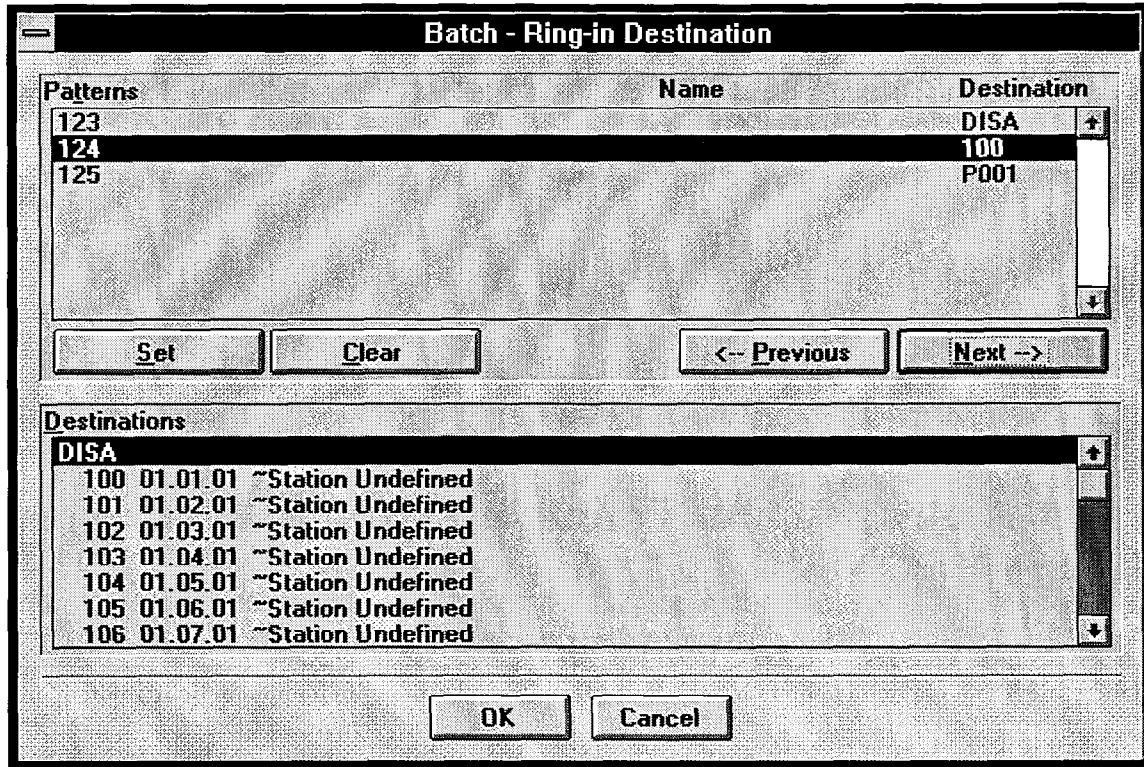 Batch - Ring-in Destination
Patterns Name Destination
123 DISA
124 100
125 P001
Set Clear <-- Previous Next -->
Destinations
DISA
100 01.01.01 ~Station Undefined
101 01.02.01 ~Station Undefined
102 01.03.01 ~Station Undefined
103 01.04.01 ~Station Undefined
104 01.05.01 ~Station Undefined
105 01.06.01 ~Station Undefined
106 01.07.01 ~Station Undefined
OK Cancel